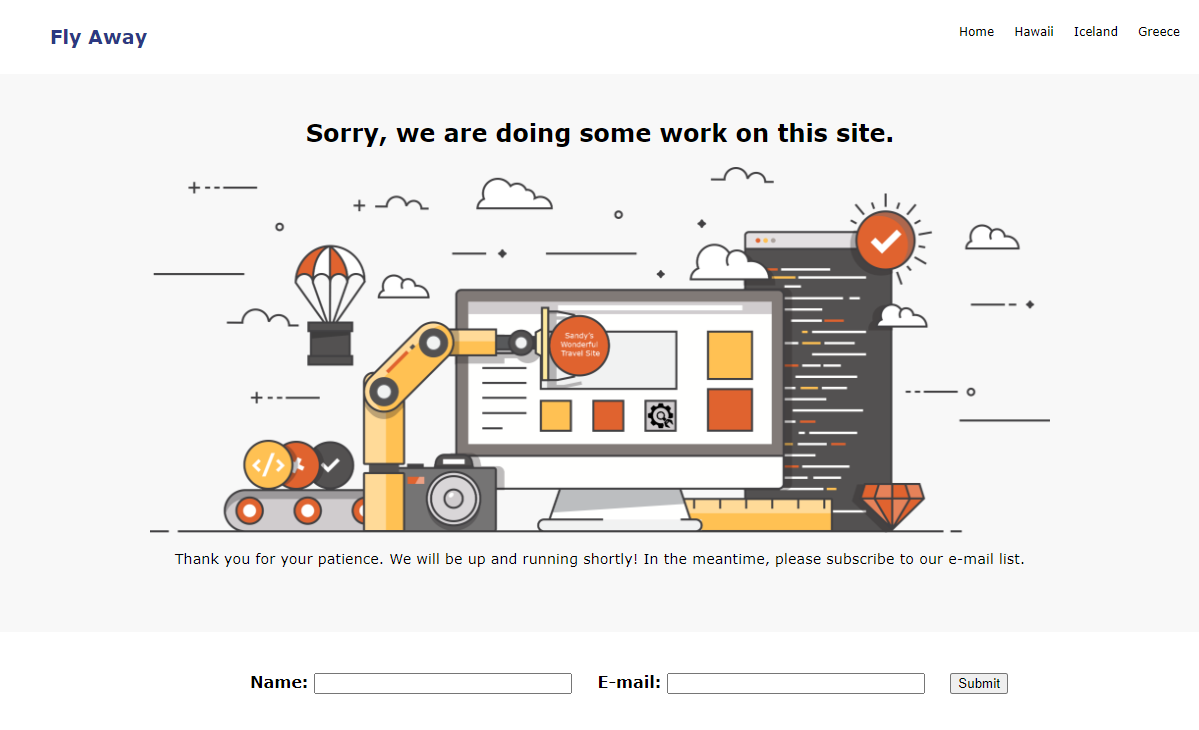 Fly Away
Home Hawaii Iceland Greece
Sorry, we are doing some work on this site.
Sandy's
Wonderful
Travel Site
</>
Thank you for your patience. We will be up and running shortly! In the meantime, please subscribe to our e-mail list.
Name: E-mail: Submit